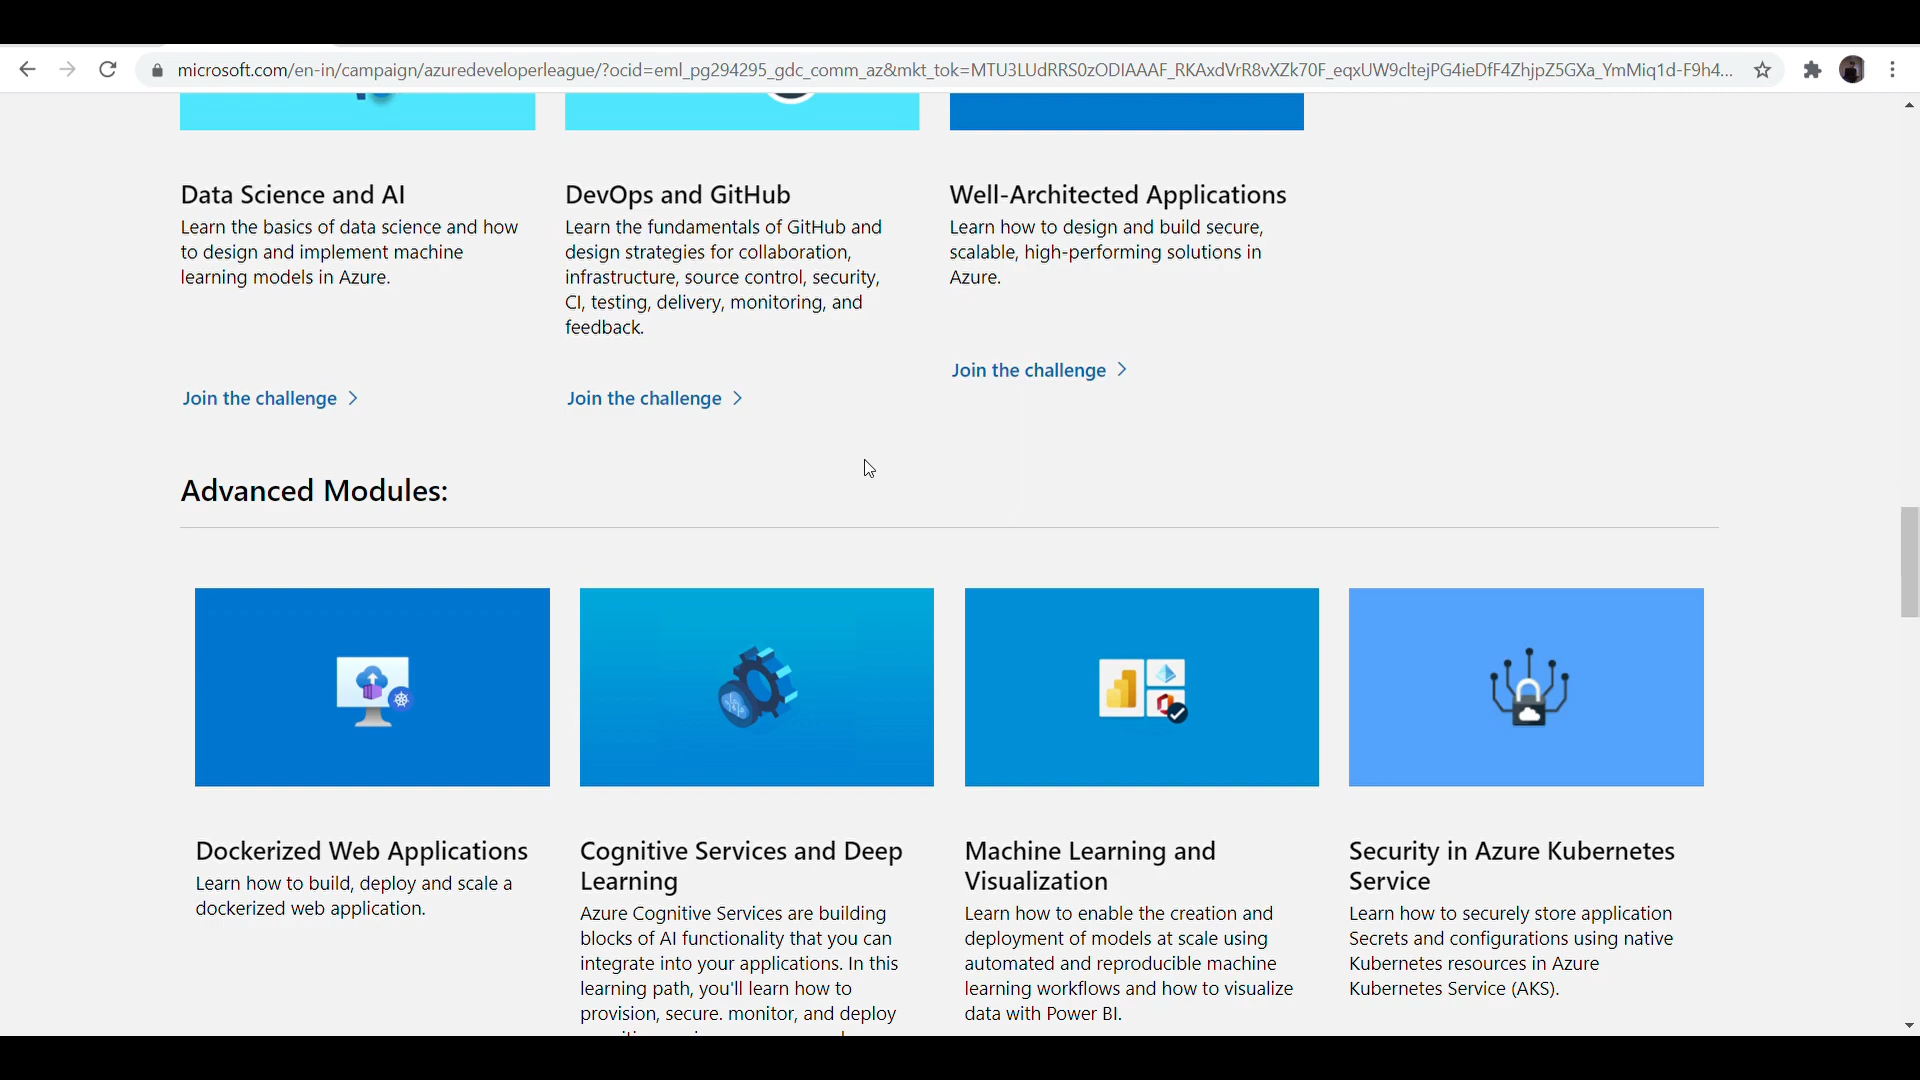 microsoft.com/en-in/campaign/azuredeveloperleague/?ocid=eml_pg294295_gdc_comm_az&mkt_tok=MTU3LUdRRS0zODIAAAF_RKAxdVrR8vXZk70F_eqxUW9cltejPG4ieDfF4ZhjpZ5GXa_YmMiq1d-F9h4...
Data Science and AI
Learn the basics of data science and how
to design and implement machine
learning models in Azure.
Join the challenge
DevOps and GitHub
Learn the fundamentals of GitHub and
design strategies for collaboration,
infrastructure, source control, security,
CI, testing, delivery, monitoring, and
feedback.
Join the challenge
Well-Architected Applications
Learn how to design and build secure,
scalable, high-performing solutions in
Azure.
Join the challenge
Advanced Modules:
Dockerized Web Applications
Learn how to build, deploy and scale a
dockerized web application.
Cognitive Services and Deep
Learning
Azure Cognitive Services are building
blocks of AI functionality that you can
integrate into your applications. In this
learning path, you'll learn how to
provision, secure. monitor, and deploy
Machine Learning and
Visualization
Learn how to enable the creation and
deployment of models at scale using
automated and reproducible machine
learning workflows and how to visualize
data with Power BI.
Security in Azure Kubernetes
Service
Learn how to securely store application
Secrets and configurations using native
Kubernetes resources in Azure
Kubernetes Service (AKS).